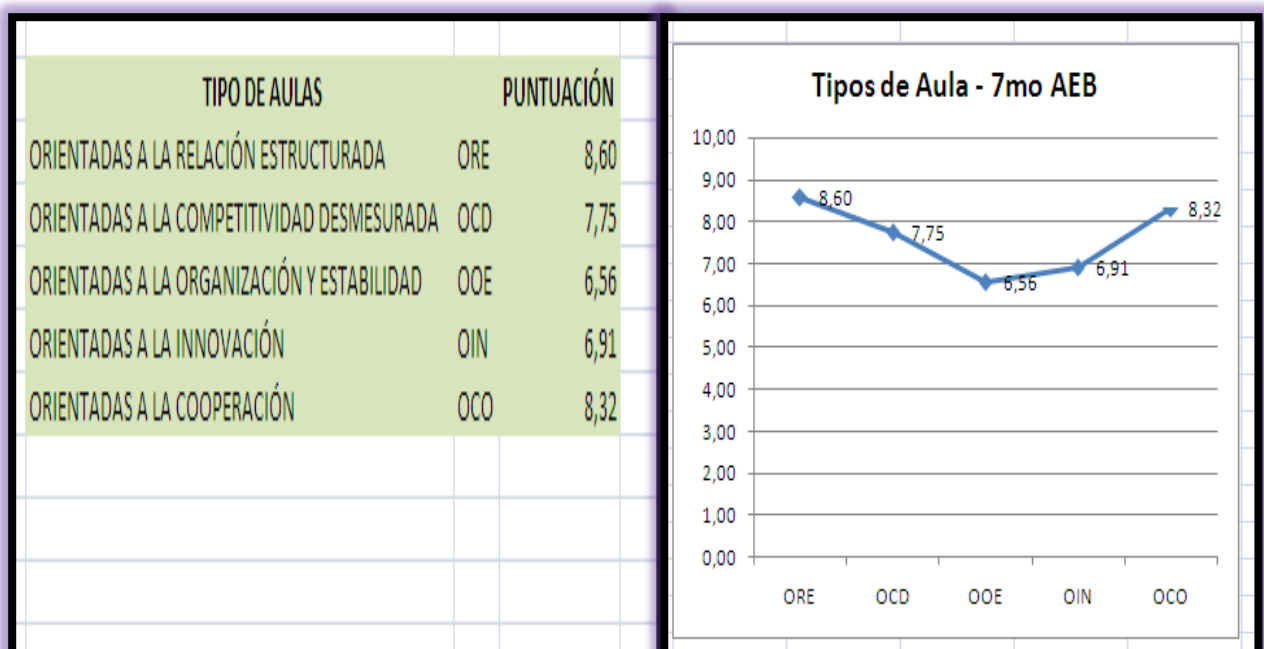 TIPO DE AULAS PUNTUACIÓN
ORIENTADAS A LA RELACIÓN ESTRUCTURADA ORE 8,60
ORIENTADAS A LA COMPETITIVIDAD DESMESURADA OCD 7,75
ORIENTADAS A LA ORGANIZACIÓN Y ESTABILIDAD OOE 6,56
ORIENTADAS A LA INNOVACIÓN OIN 6,91
ORIENTADAS A LA COOPERACIÓN OCO 8,32
Tipos de Aula - 7mo AEB
10,00
9,00
8,00
7,00
6,00
5,00
4,00
3,00
2,00
1,00
0,00
8,60
7,75
6,56
6,91
8,32
ORE OCD OOE OIN OCO